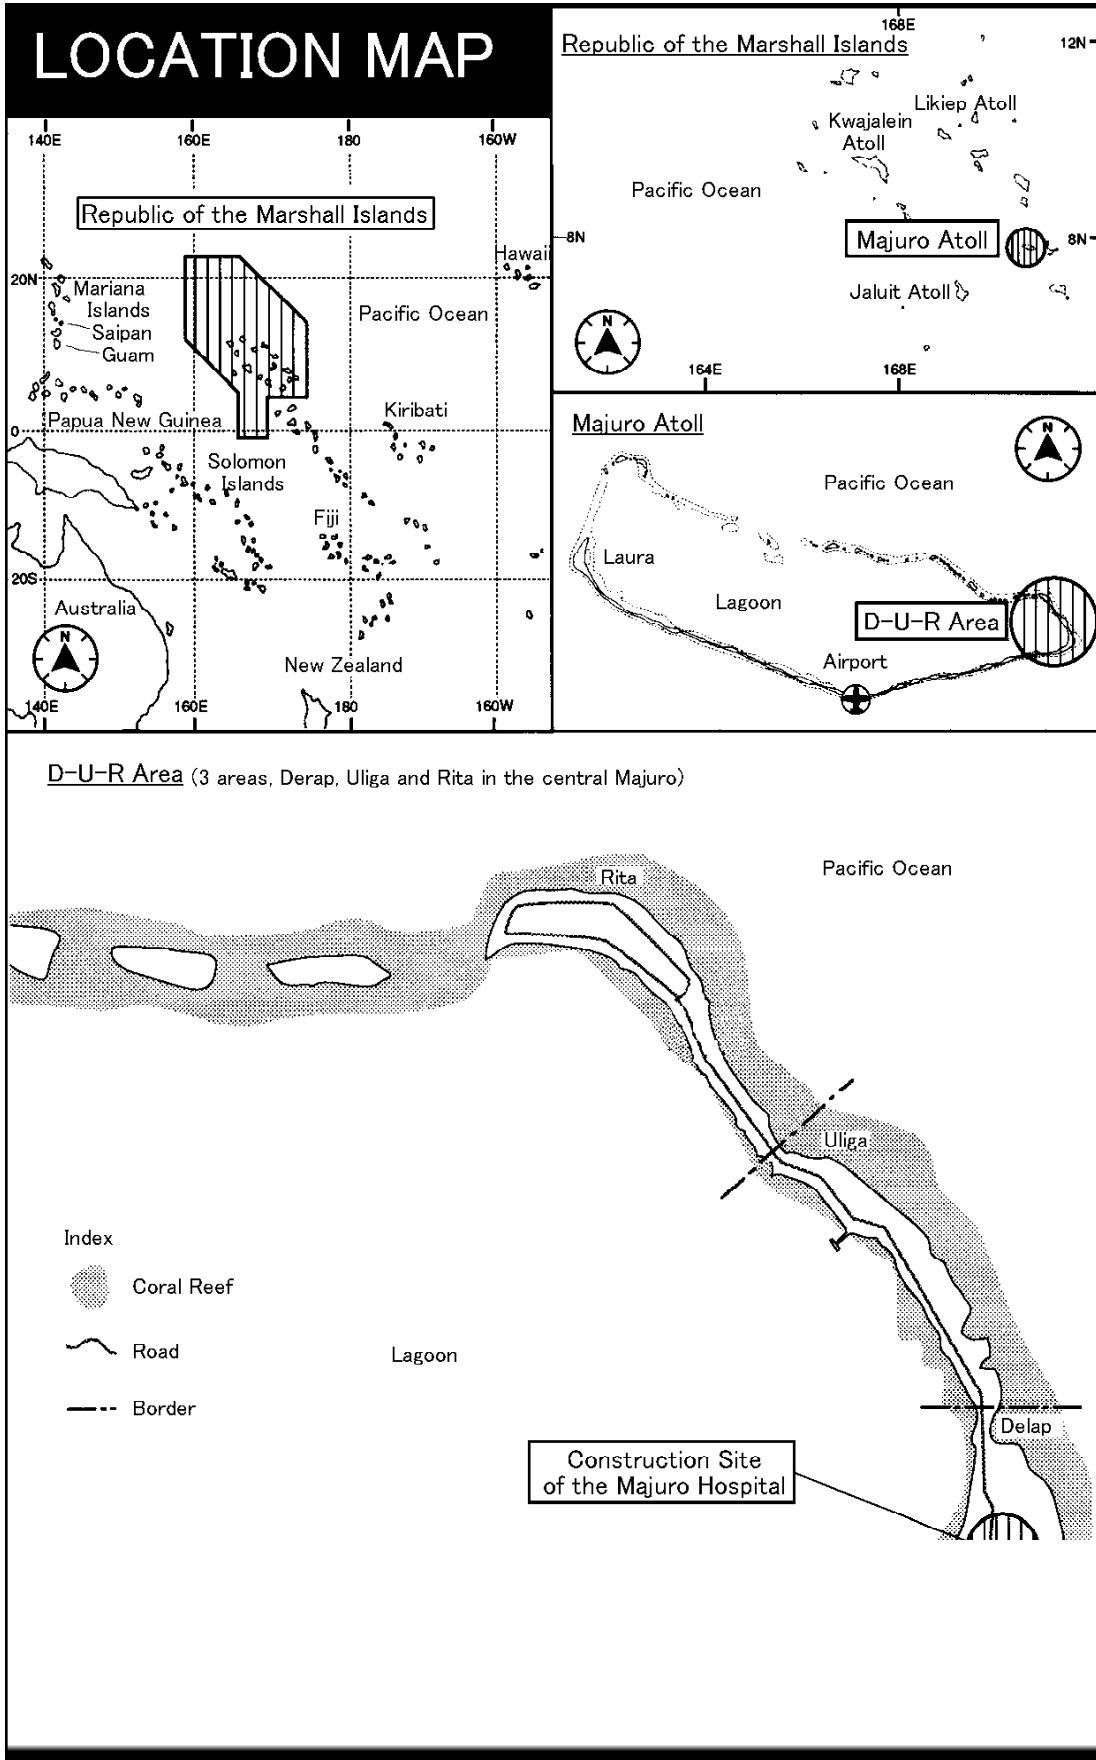 LOCATION MAP
140E
160E
180
160W
Republic of the Marshall Islands
Hawaii
20N
Mariana
Islands
Saipan
Guam
Pacific Ocean
Papua New Guinea
Kiribati
0
Solomon
Islands
Fiji
20S
Australia
N
New Zealand
140E
160E
180
160W
168E
Republic of the Marshall Islands
12N
Likiep Atoll
Kwajalein
Atoll
Pacific Ocean
8N
Majuro Atoll
8N
Jaluit Atoll
N
164E
168E
Majuro Atoll
N
Pacific Ocean
Laura
Lagoon
D-U-R Area
Airport
D-U-R Area (3 areas, Derap, Uliga and Rita in the central Majuro)
Pacific Ocean
Rita
Uliga
Index
Coral Reef
Road
Lagoon
Border
Delap
Construction Site
of the Majuro Hospital